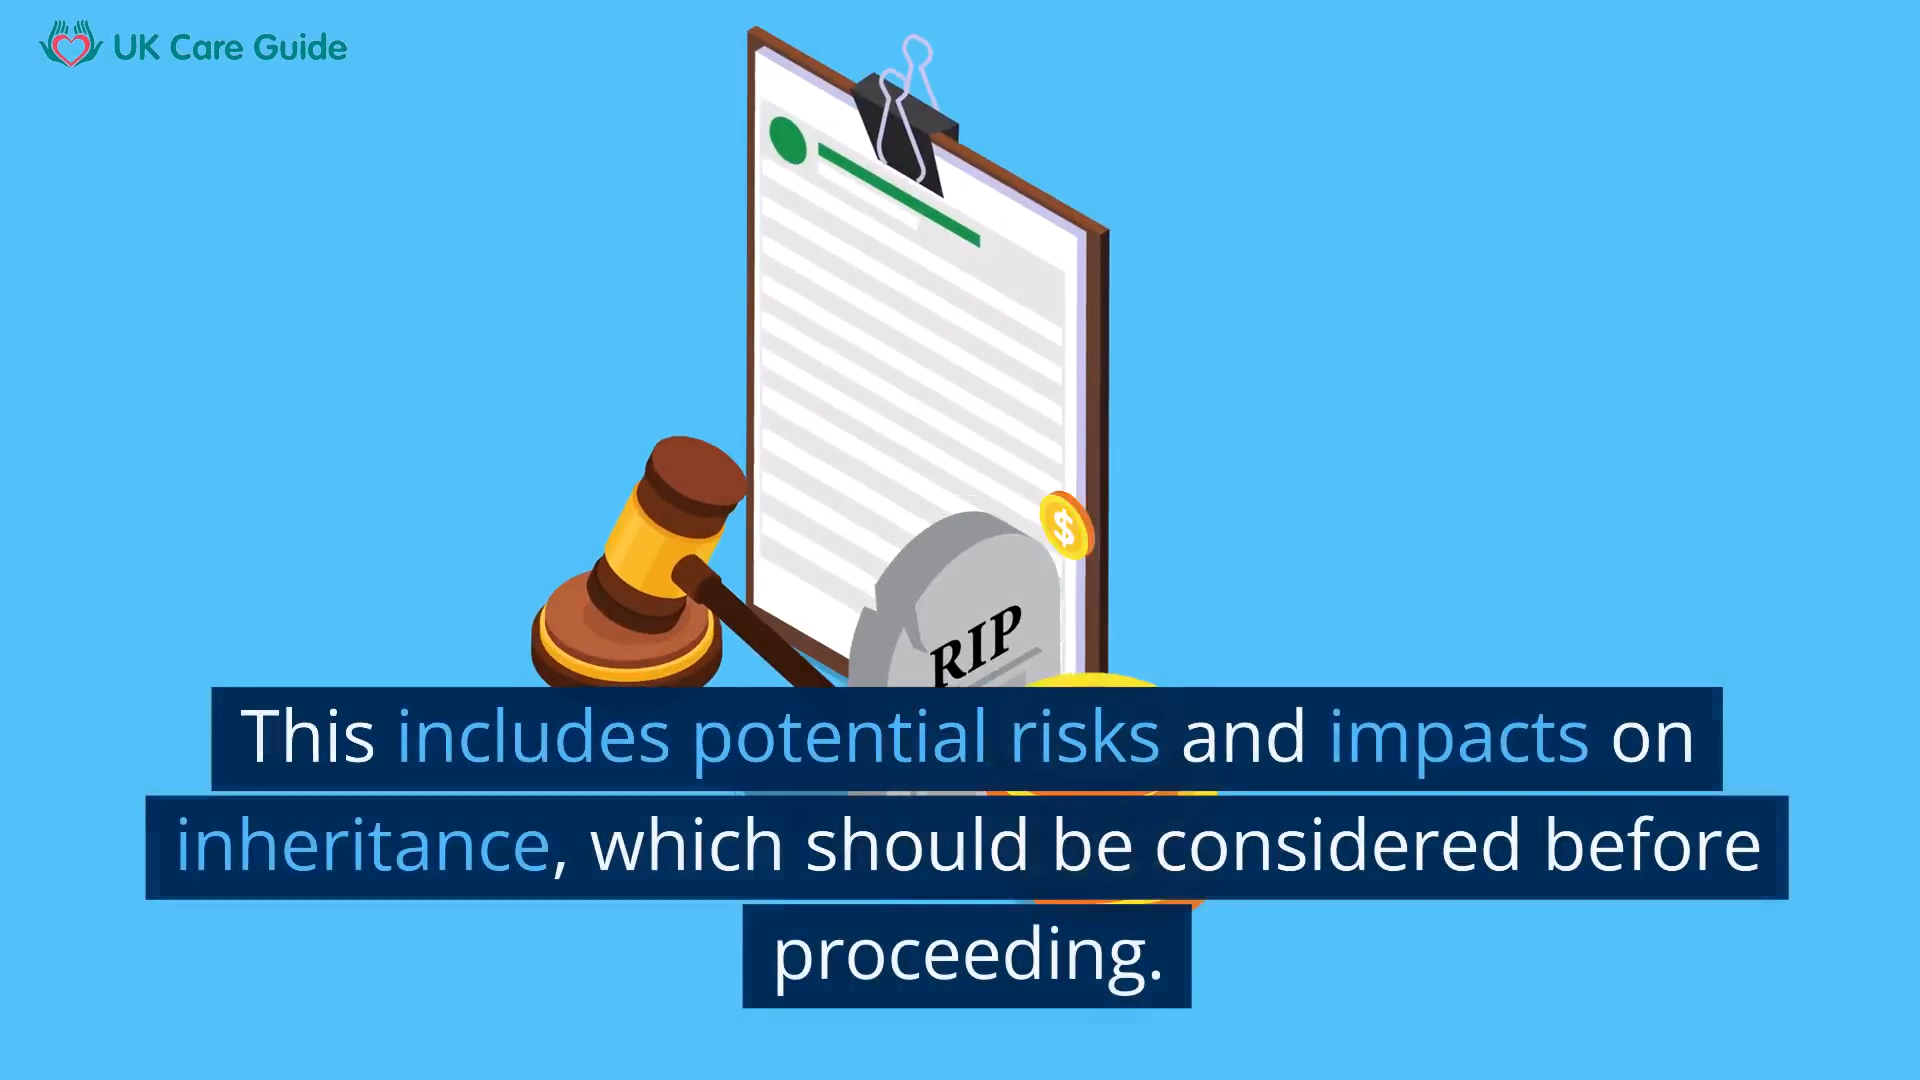 UK Care Guide
$
RIP
This includes potential risks and impacts on
inheritance, which should be considered before
proceeding.